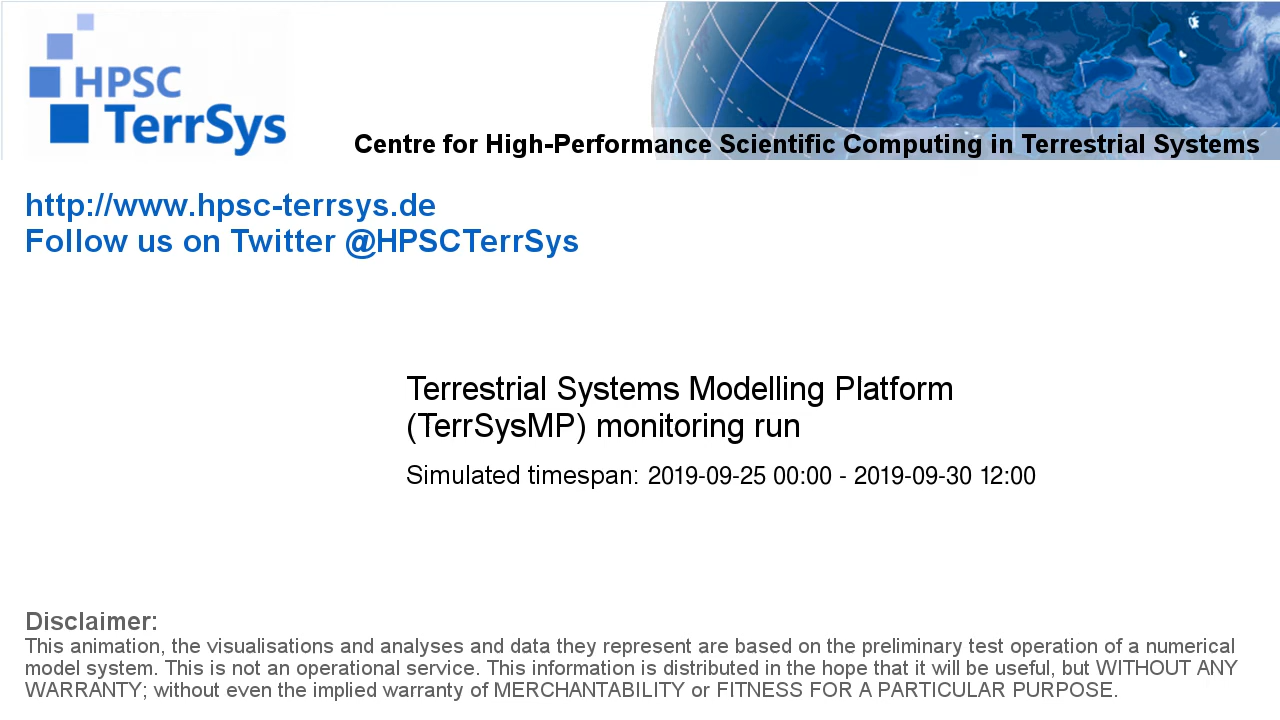 HPSC
TerrSys
Centre for High-Performance Scientific Computing in Terrestrial Systems
http://www.hpsc-terrsys.de
Follow us on Twitter @HPSCTerrSys
Terrestrial Systems Modelling Platform
(TerrSysMP) monitoring run
Simulated timespan: 2019-09-25 00:00 - 2019-09-30 12:00
Disclaimer:
This animation, the visualisations and analyses and data they represent are based on the preliminary test operation of a numerical
model system. This is not an operational service. This information is distributed in the hope that it will be useful, but WITHOUT ANY
WARRANTY; without even the implied warranty of MERCHANTABILITY or FITNESS FOR A PARTICULAR PURPOSE.